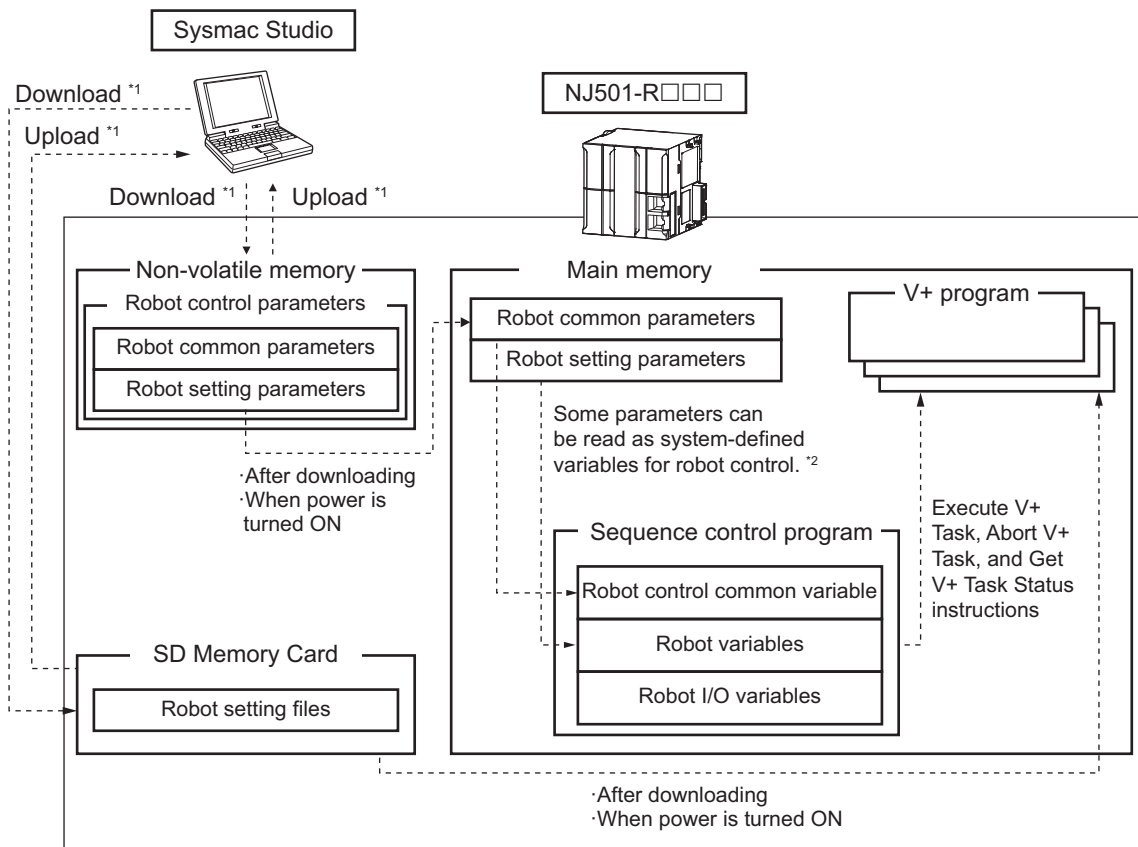 Sysmac Studio
NJ501-R□□□
Download *1
Upload *1
Download *1
Upload *1
Non-volatile memory
Robot control parameters
Robot common parameters
Robot setting parameters
Main memory
Robot common parameters
Robot setting parameters
V+ program
Some parameters can
be read as system-defined
variables for robot control. *2
·After downloading
·When power is
turned ON
Sequence control program
Robot control common variable
Robot variables
Robot I/O variables
Execute V+
Task, Abort V+
Task, and Get
V+ Task Status
instructions
SD Memory Card
Robot setting files
·After downloading
·When power is turned ON